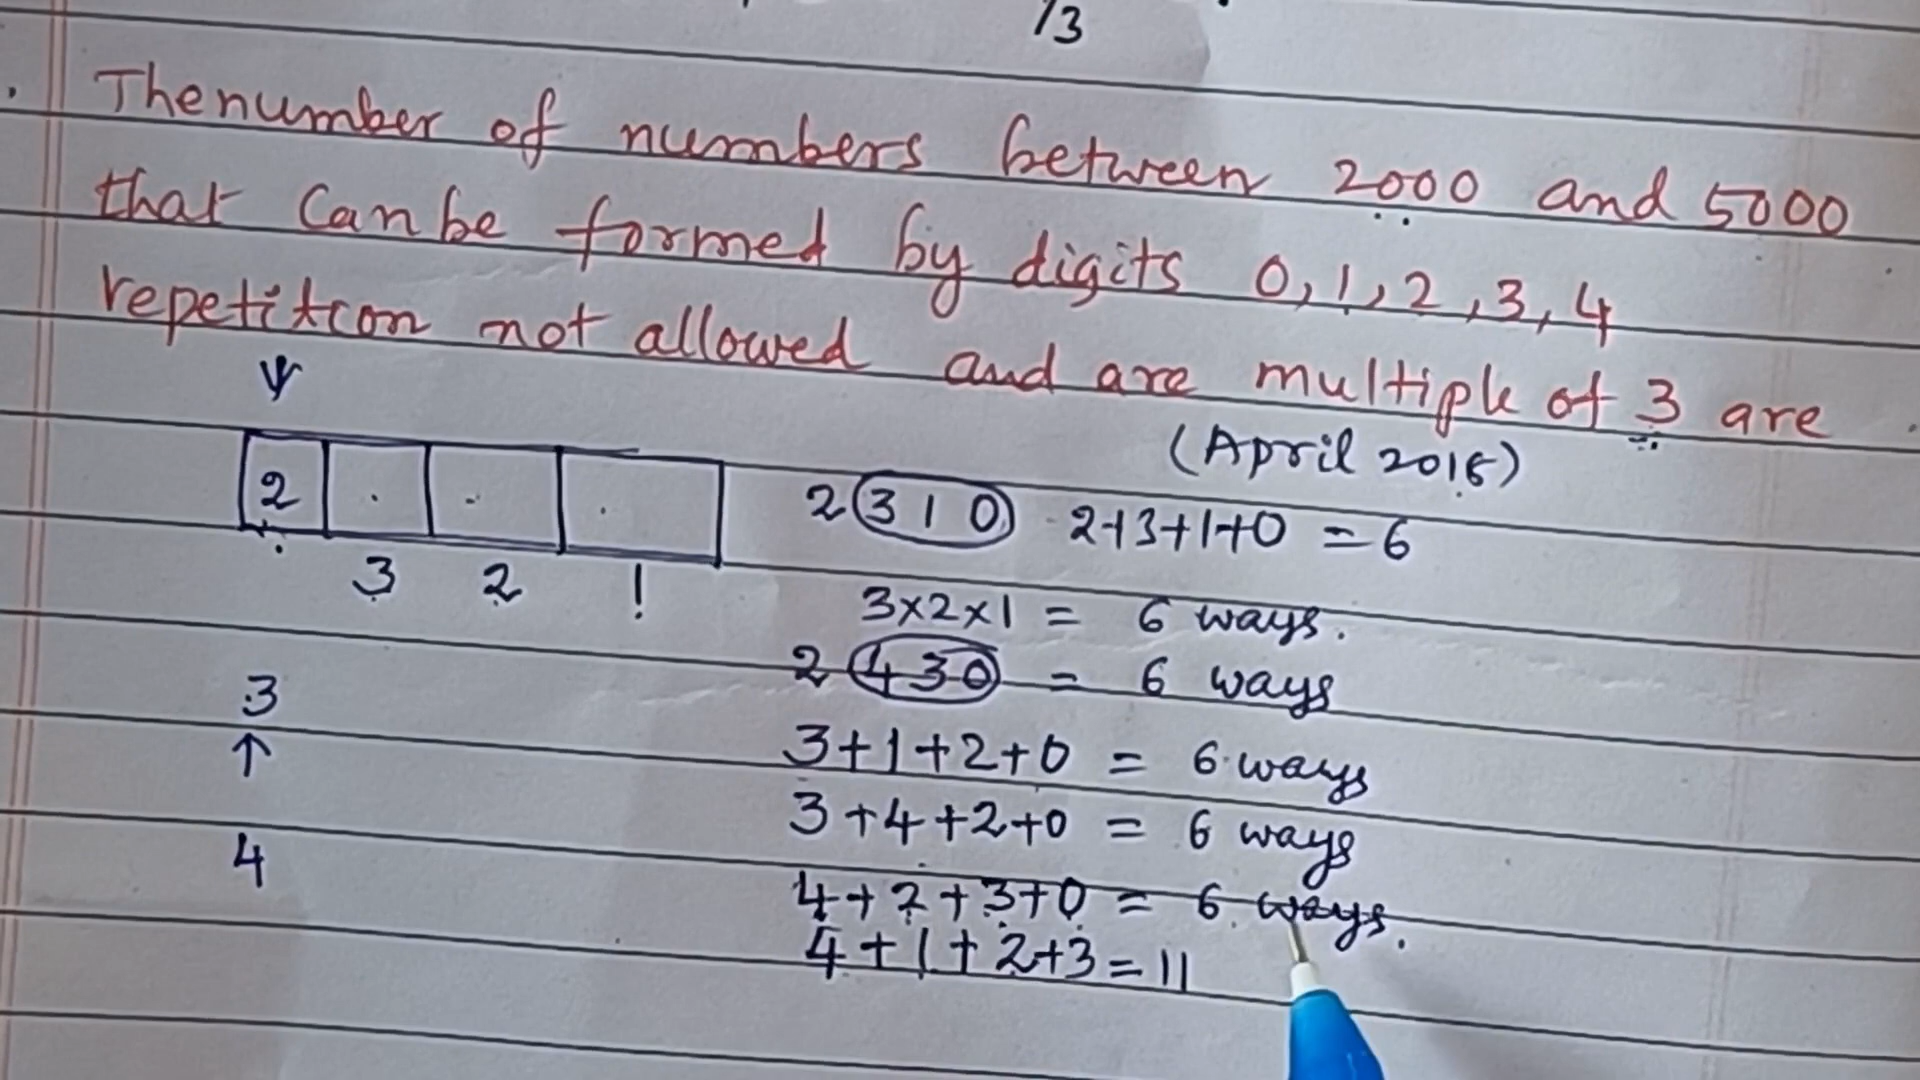 /3
The number of numbers between 2000 and 5000
that can be formed by digits 0, 1, 2, 3, 4
repetition not allowed and are multiple of 3 are
(April 2018)
2 3 1 0 2+3+1+0 = 6
3 2 1
3×2×1 = 6 ways.
2 4 3 0 = 6 ways
3
3+1+2+0 = 6 ways
3+4+2+0 = 6 ways
4
4+2+3+0 = 6 ways.
4+1+2+3 = 11